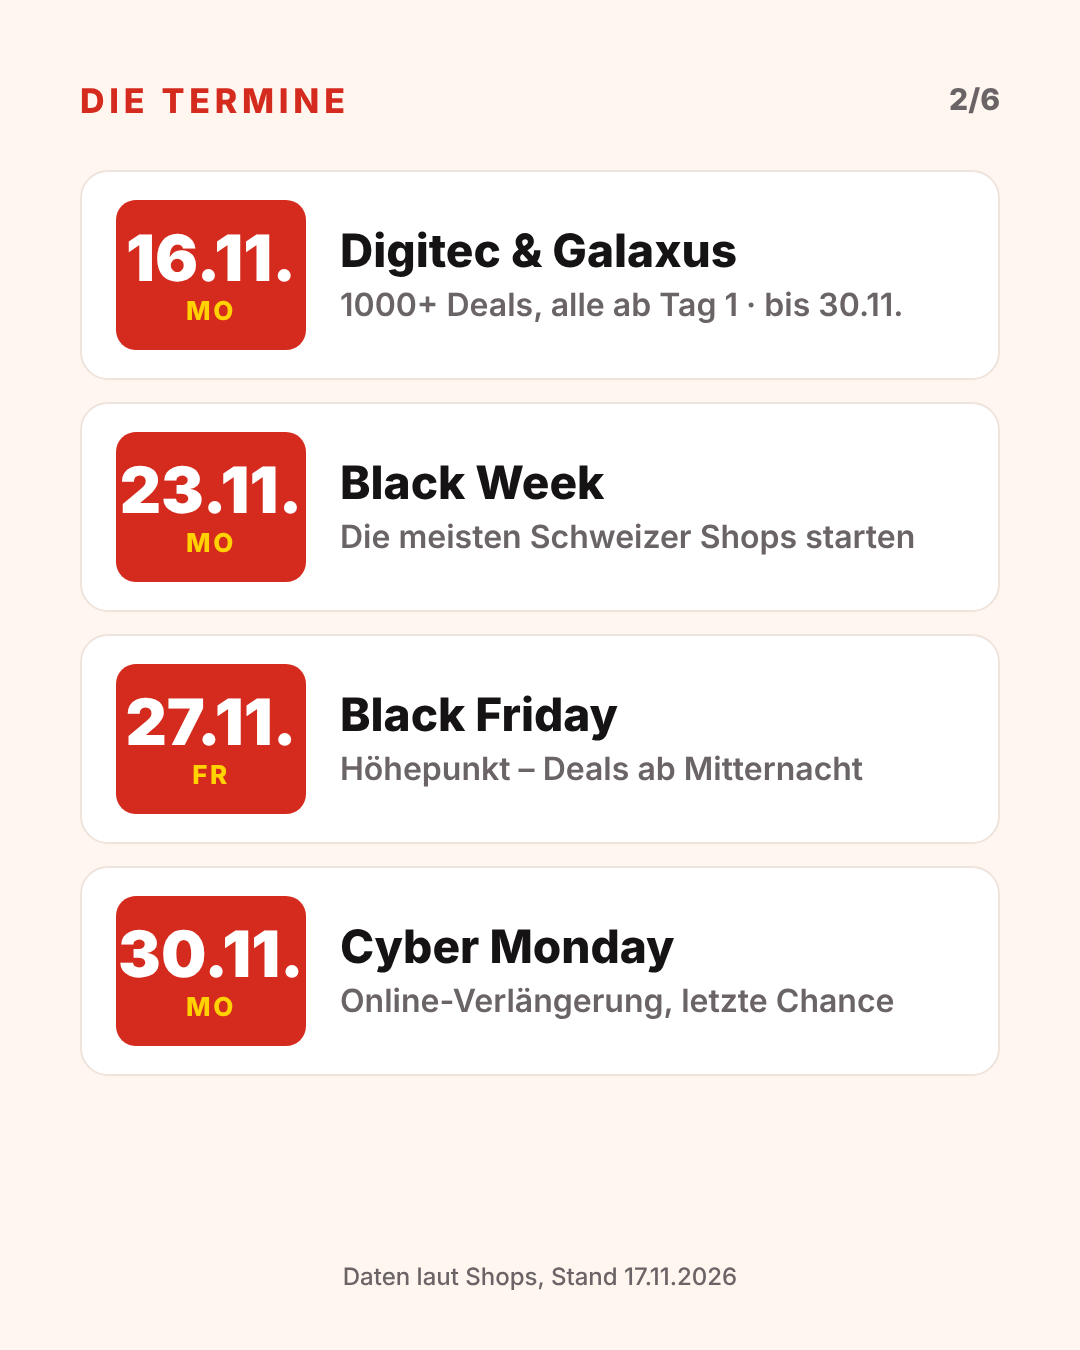 DIE TERMINE
2/6
16.11.
MO
Digitec & Galaxus
1000+ Deals, alle ab Tag 1 · bis 30.11.
23.11.
MO
Black Week
Die meisten Schweizer Shops starten
27.11.
FR
Black Friday
Höhepunkt – Deals ab Mitternacht
30.11.
MO
Cyber Monday
Online-Verlängerung, letzte Chance
Daten laut Shops, Stand 17.11.2026